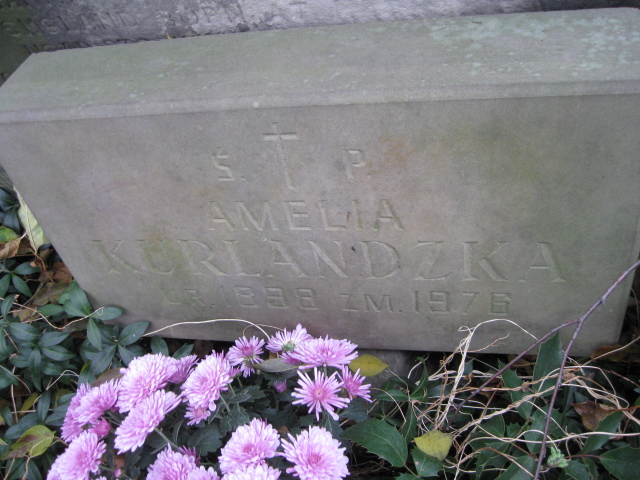 Ś. P.
AMELIA
KURLANDZKA
UR. 1898 ZM. 1976